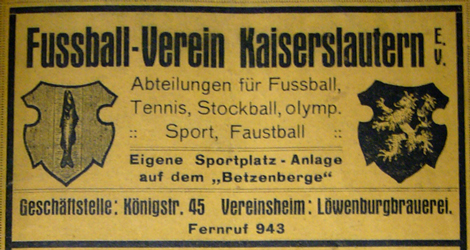 Fussball-Verein Kaiserslautern E.V.
Abteilungen für Fussball,
Tennis, Stockball, olymp.
:: Sport, Faustball ::
Eigene Sportplatz-Anlage
auf dem „Betzenberge“
Geschäftstelle: Königstr. 45 Vereinsheim: Löwenburgbrauerei.
Fernruf 943